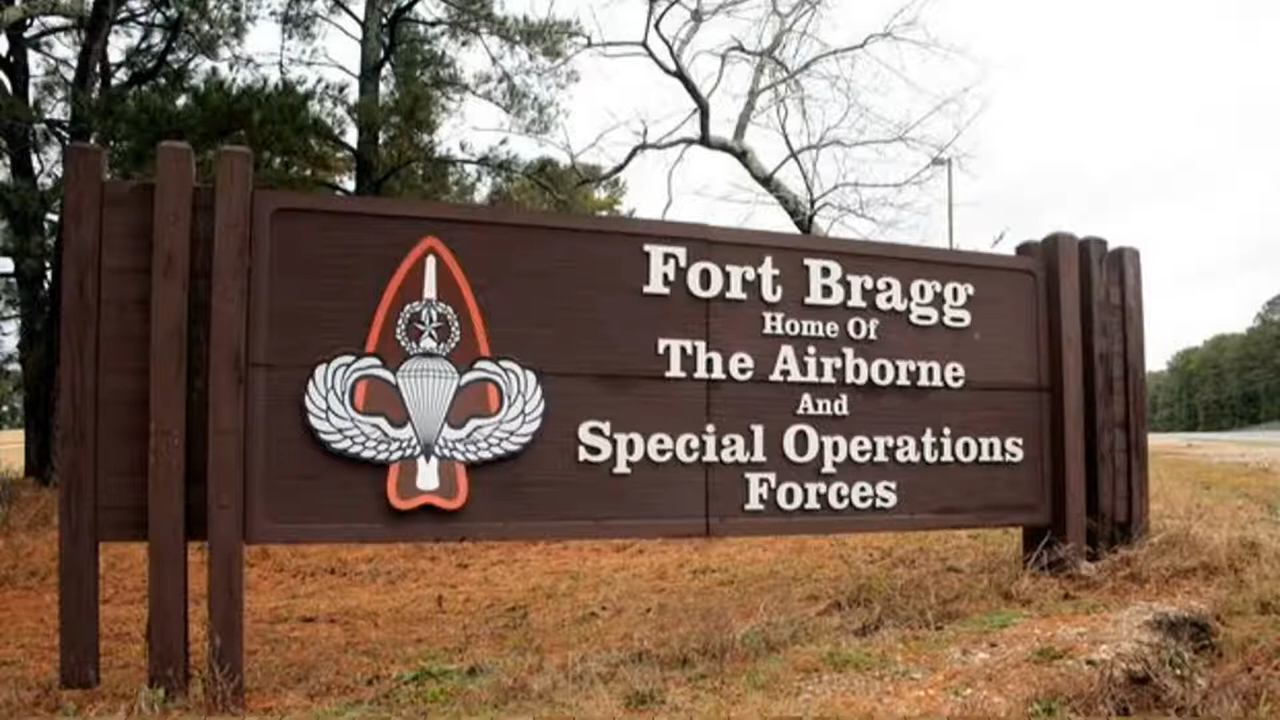 Fort Bragg
Home Of
The Airborne
And
Special Operations
Forces